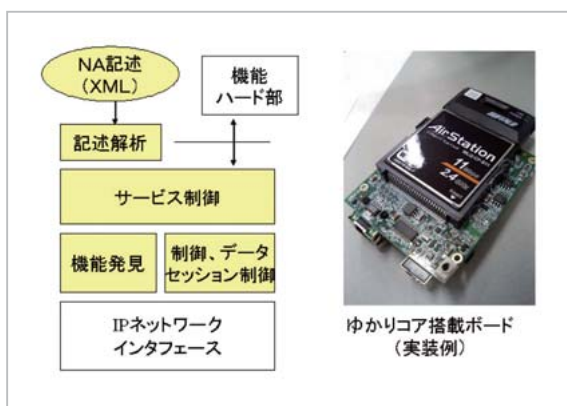 NA記述
(XML)
機能
ハード部
記述解析
サービス制御
機能発見
制御、データ
セッション制御
IPネットワーク
インタフェース
AirStation
11
2.4
ゆかりコア搭載ボード
(実装例)